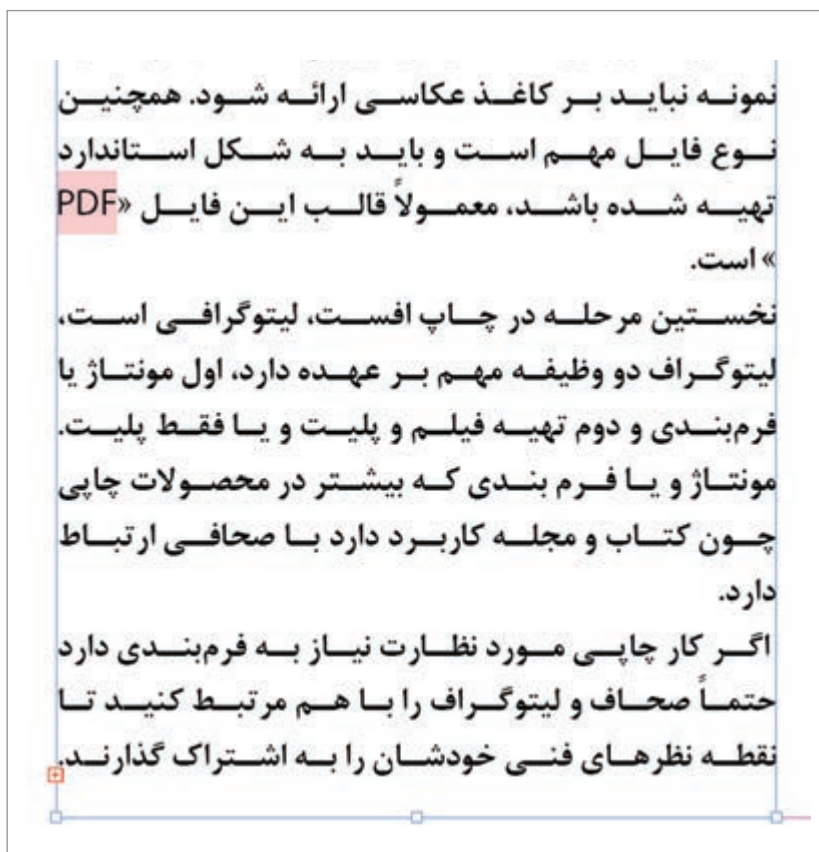 نمونه نباید بر کاغذ عکاسی ارائه شود. همچنین
نوع فایل مهم است و باید به شکل استاندارد
تهیه شده باشد، معمولاً قالب این فایل «PDF
» است.
نخستین مرحله در چاپ افست، لیتوگرافی است،
لیتوگراف دو وظیفه مهم بر عهده دارد، اول مونتاژ یا
فرم‌بندی و دوم تهیه فیلم و پلیت و یا فقط پلیت.
مونتاژ و یا فرم بندی که بیشتر در محصولات چاپی
چون کتاب و مجله کاربرد دارد با صحافی ارتباط
دارد.
اگر کار چاپی مورد نظارت نیاز به فرم‌بندی دارد
حتماً صحاف و لیتوگراف را با هم مرتبط کنید تا
نقطه نظرهای فنی خودشان را به اشتراک گذارند.